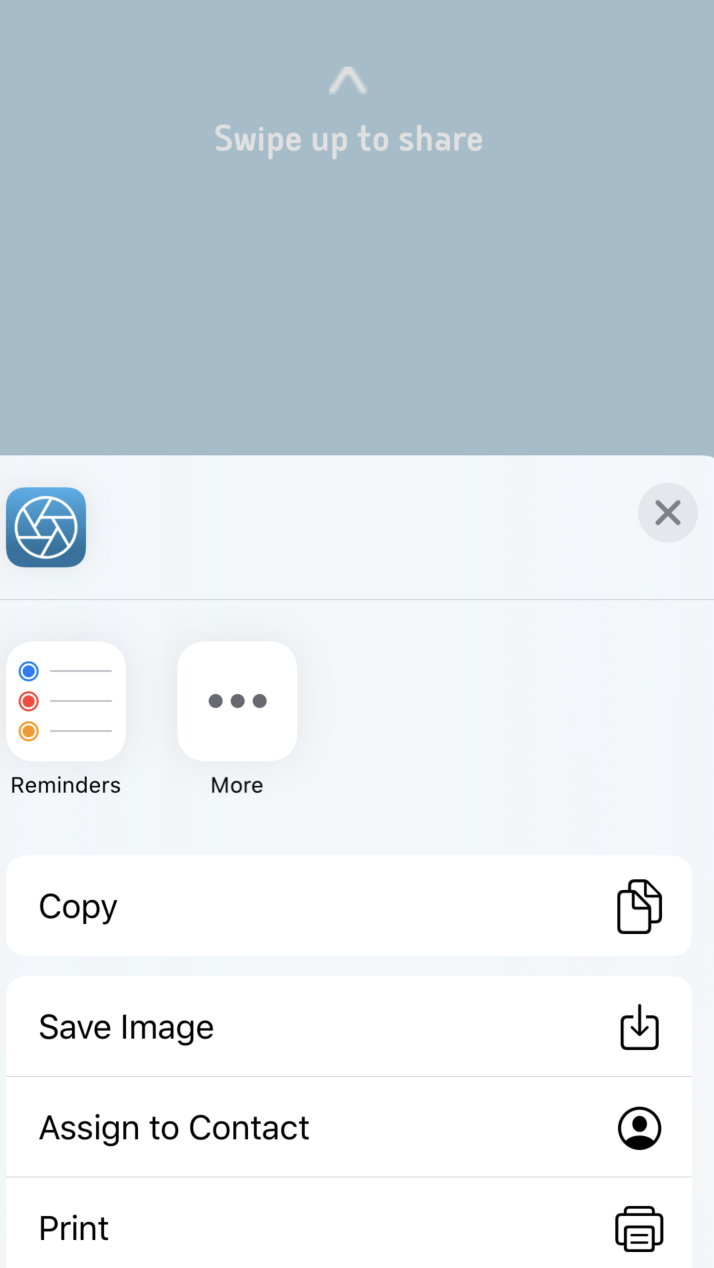 Swipe up to share
Reminders
More
Copy
Save Image
Assign to Contact
Print